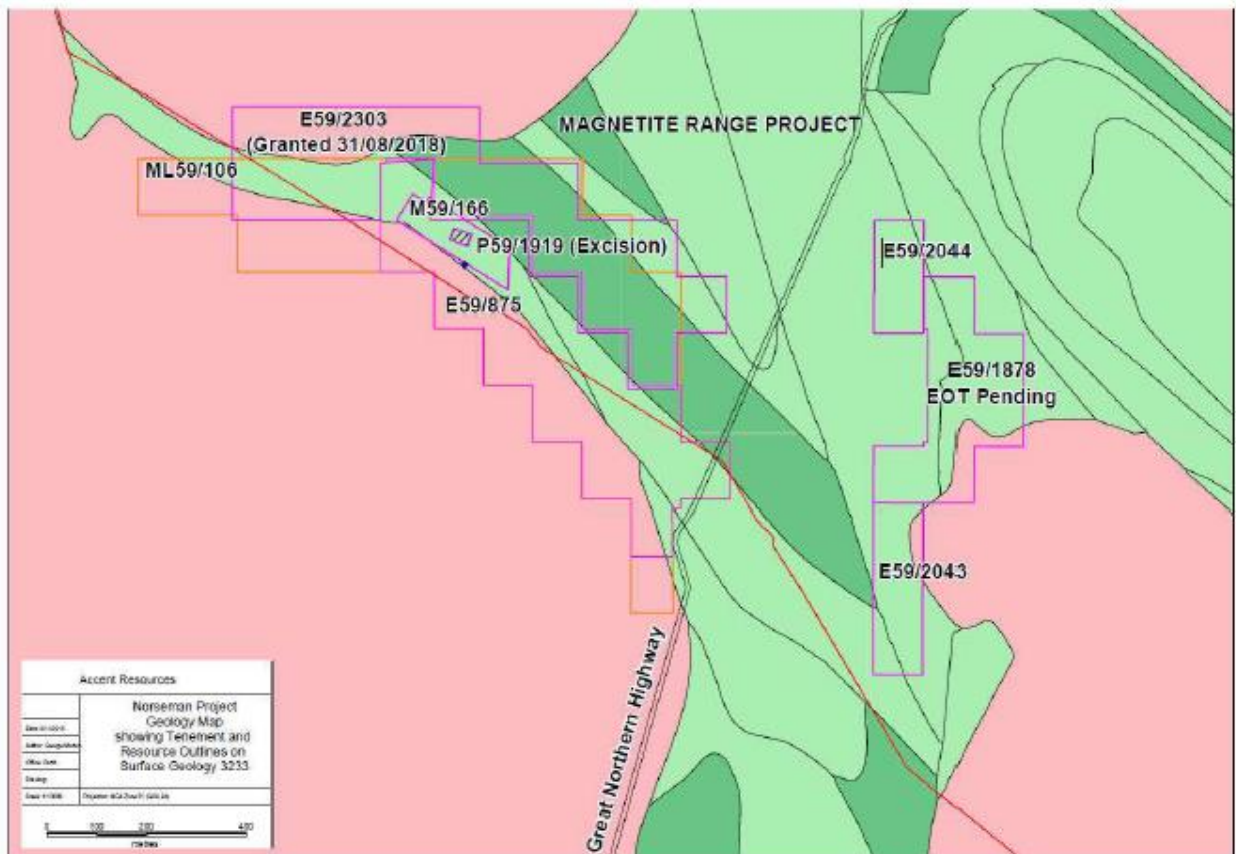 E59/2303
(Granted 31/08/2018)
MAGNETITE RANGE PROJECT
ML59/106
M59/166
P59/1919 (Excision)
E59/2044
E59/875
E59/1878
EOT Pending
E59/2043
Great Northern Highway
Accent Resources
Norseman Project
Geology Map
showing Tenement and
Resource Outlines on
Surface Geology 3233
0 100 200 400
metres